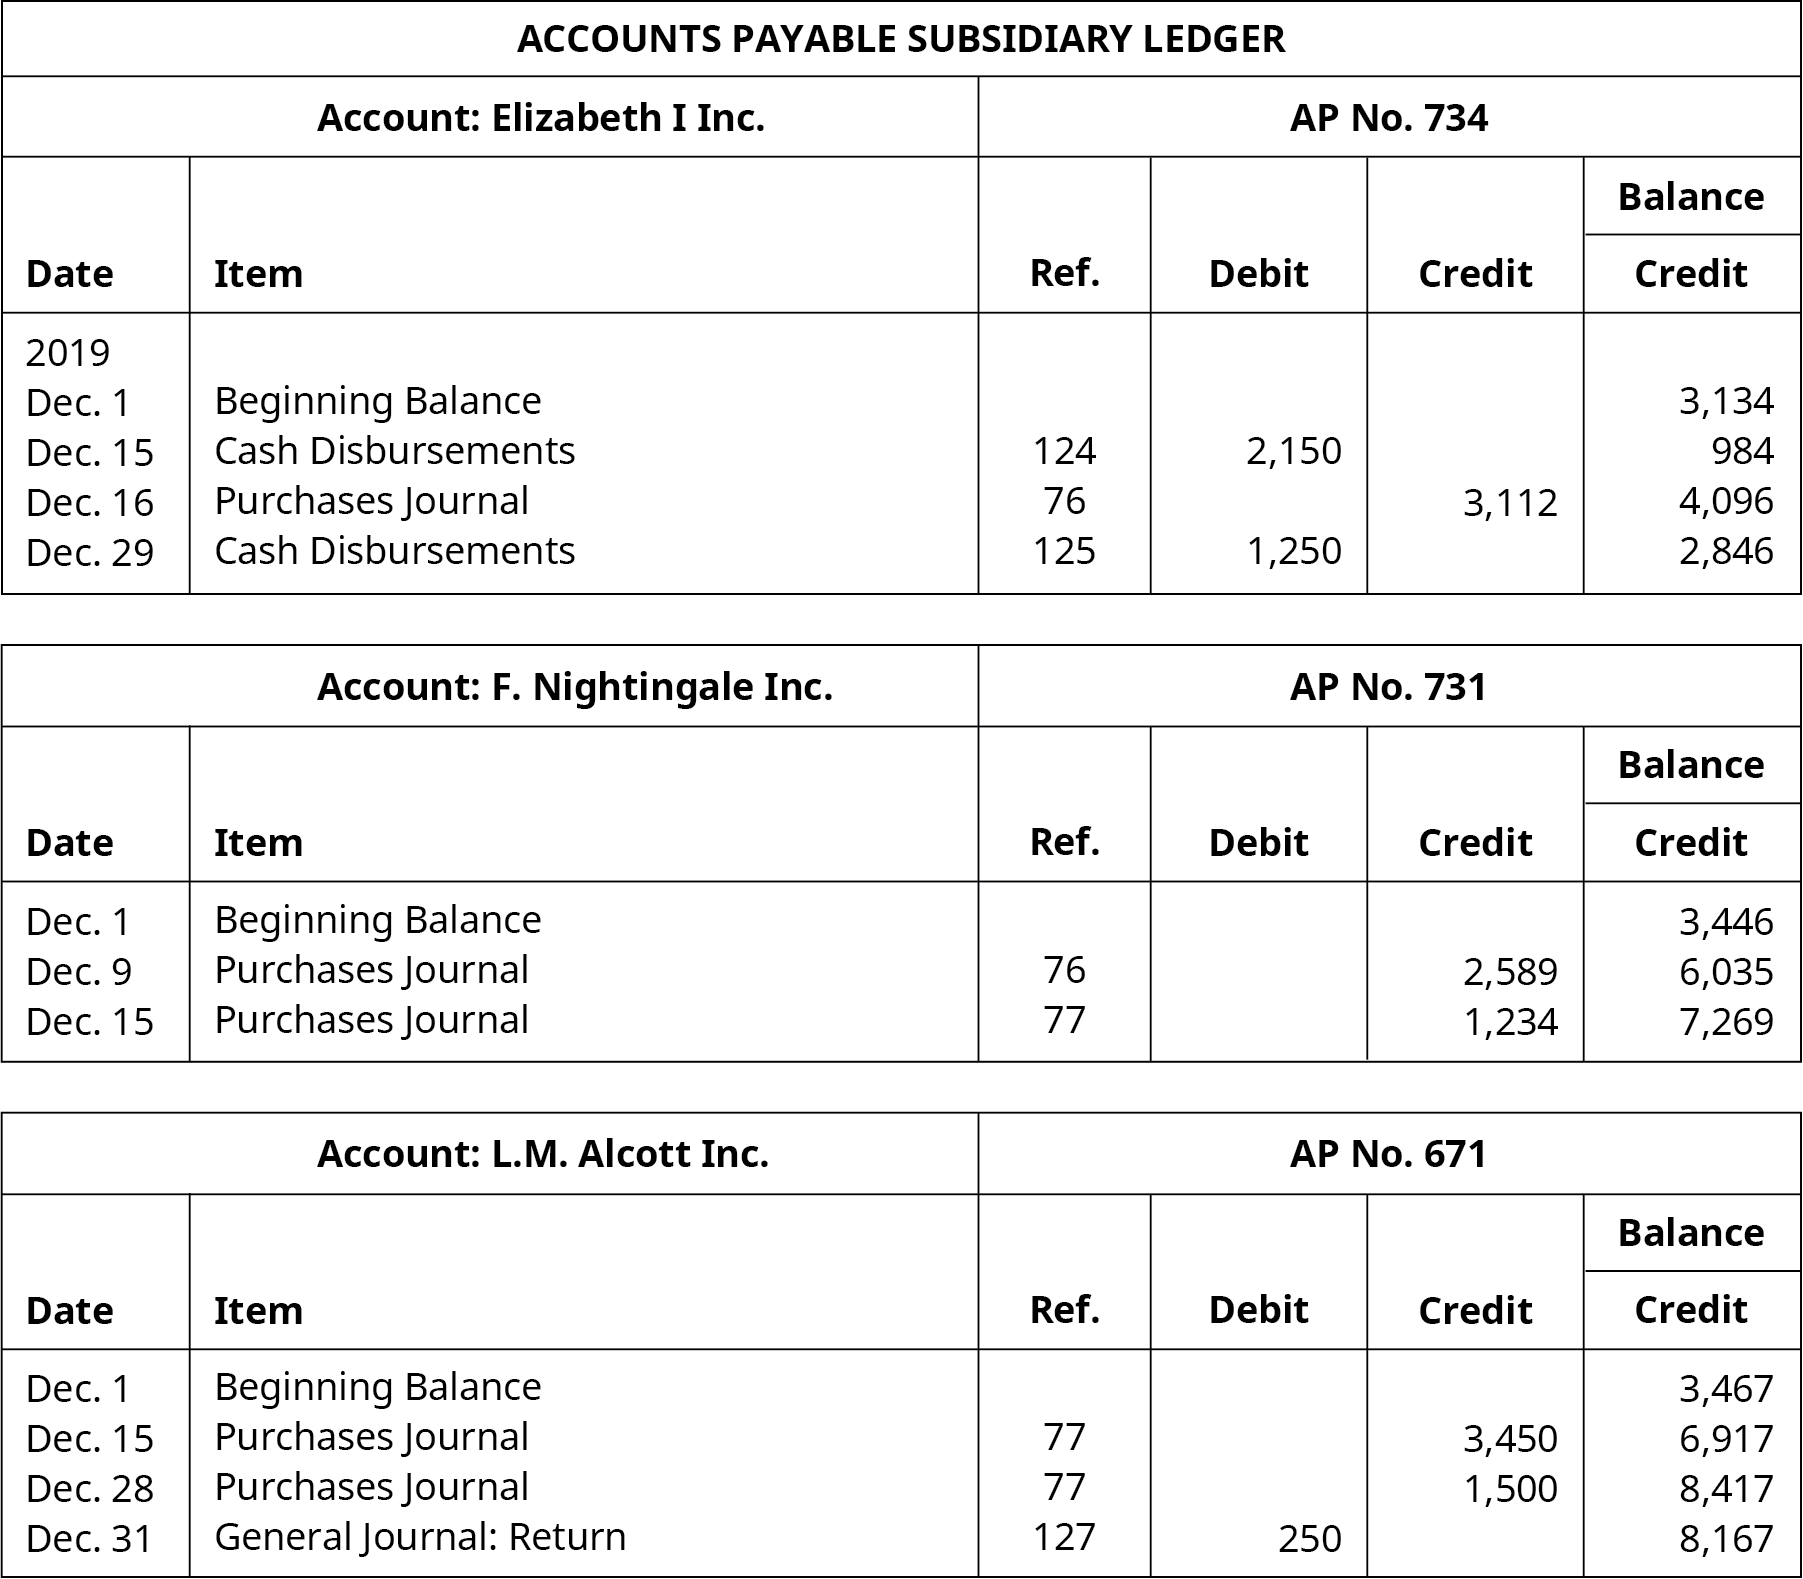 ACCOUNTS PAYABLE SUBSIDIARY LEDGER
Account: Elizabeth I Inc. AP No. 734
Balance
Date Item Ref. Debit Credit Credit
2019
Dec. 1 Beginning Balance 3,134
Dec. 15 Cash Disbursements 124 2,150 984
Dec. 16 Purchases Journal 76 3,112 4,096
Dec. 29 Cash Disbursements 125 1,250 2,846
Account: F. Nightingale Inc. AP No. 731
Balance
Date Item Ref. Debit Credit Credit
Dec. 1 Beginning Balance 3,446
Dec. 9 Purchases Journal 76 2,589 6,035
Dec. 15 Purchases Journal 77 1,234 7,269
Account: L.M. Alcott Inc. AP No. 671
Balance
Date Item Ref. Debit Credit Credit
Dec. 1 Beginning Balance 3,467
Dec. 15 Purchases Journal 77 3,450 6,917
Dec. 28 Purchases Journal 77 1,500 8,417
Dec. 31 General Journal: Return 127 250 8,167